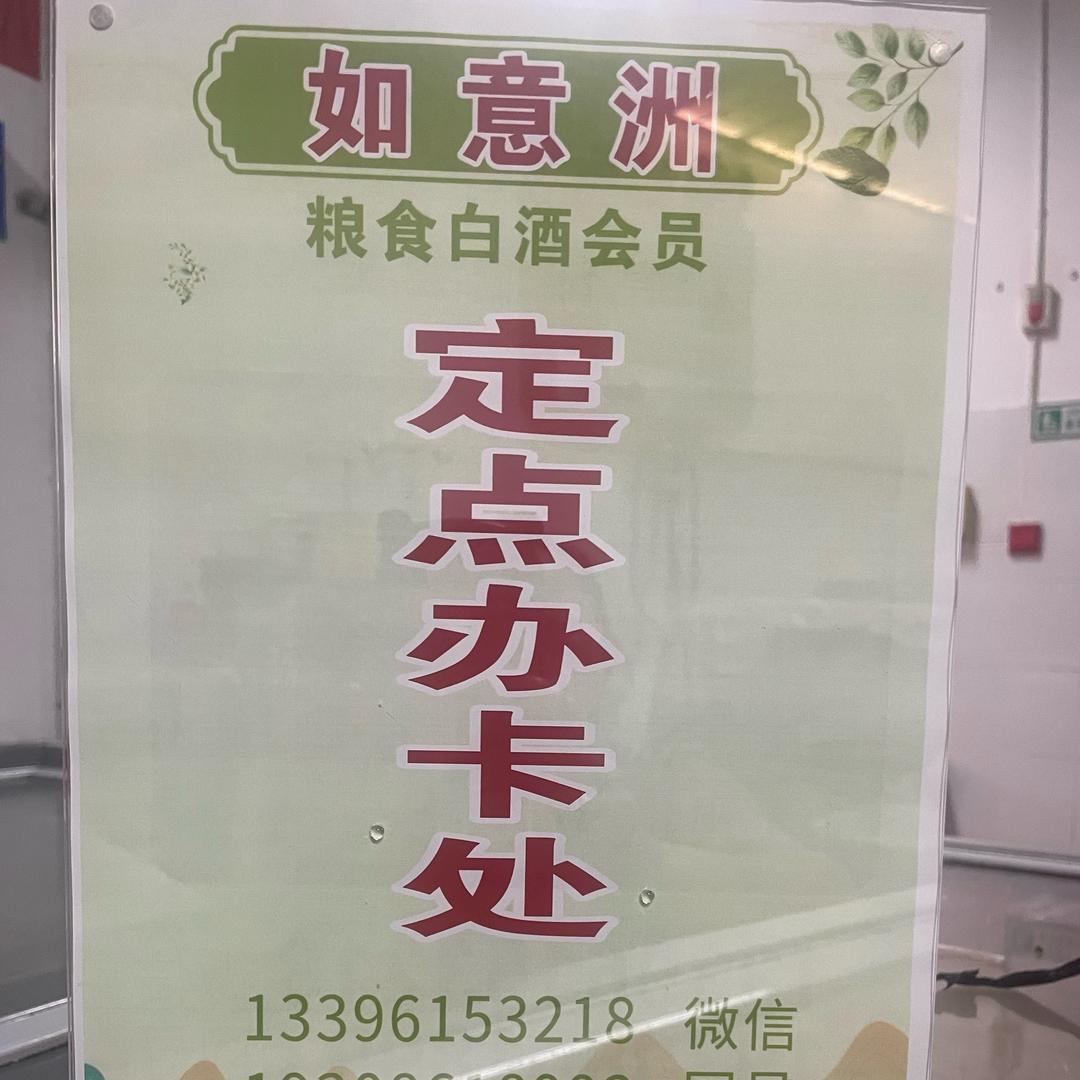 如意洲
粮食白酒会员
定
点
办
卡
处
13396153218 微信